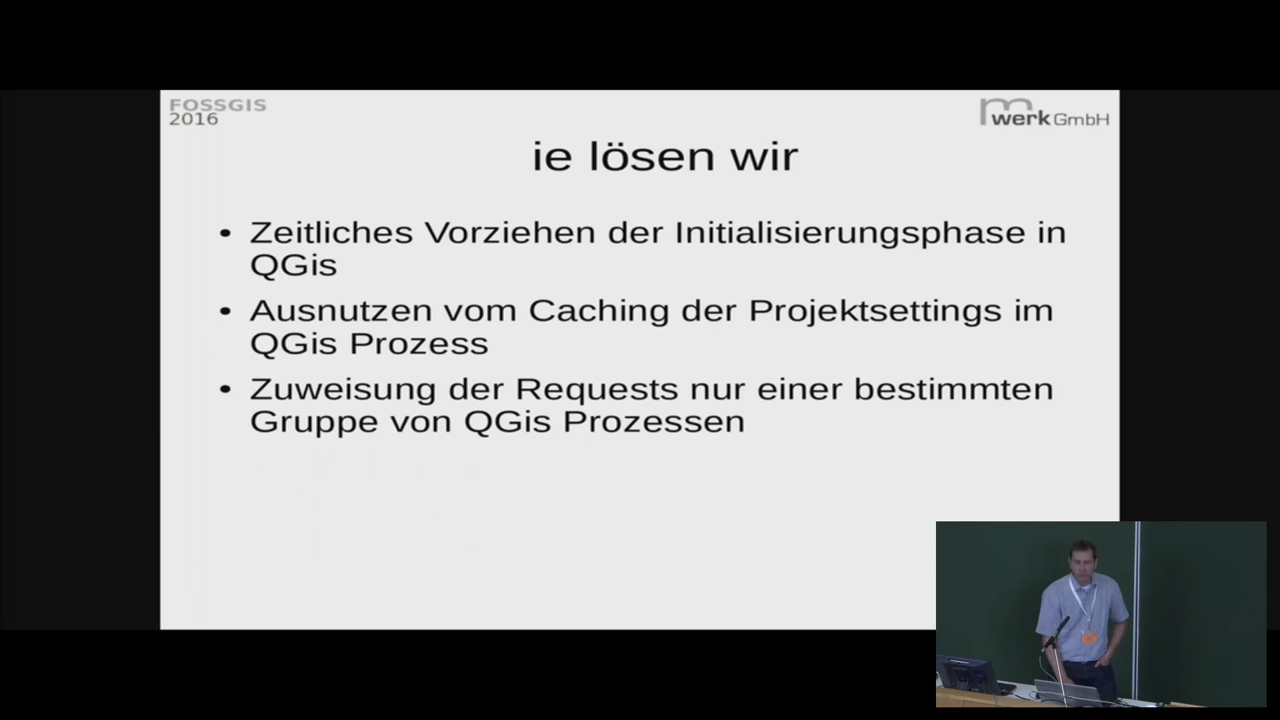 FOSSGIS
2016
m
werk GmbH
ie lösen wir
• Zeitliches Vorziehen der Initialisierungsphase in
QGis
• Ausnutzen vom Caching der Projektsettings im
QGis Prozess
• Zuweisung der Requests nur einer bestimmten
Gruppe von QGis Prozessen